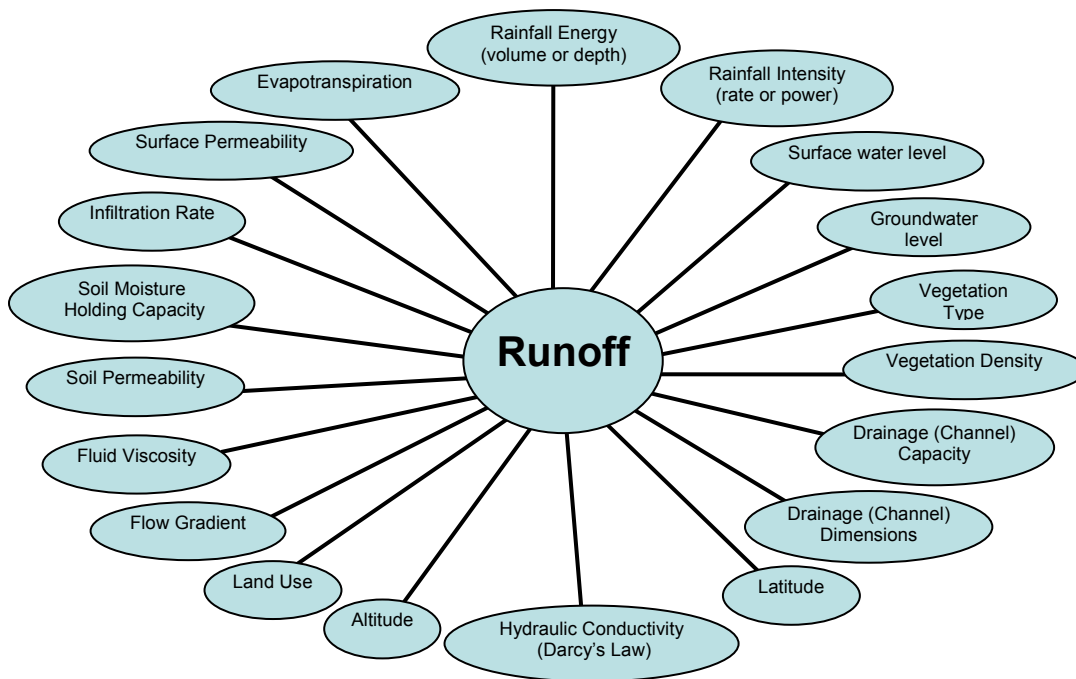 Rainfall Energy
(volume or depth)
Rainfall Intensity
(rate or power)
Evapotranspiration
Surface Permeability
Surface water level
Infiltration Rate
Groundwater
level
Soil Moisture
Holding Capacity
Vegetation
Type
Runoff
Vegetation Density
Soil Permeability
Drainage (Channel)
Capacity
Fluid Viscosity
Flow Gradient
Drainage (Channel)
Dimensions
Land Use
Latitude
Altitude
Hydraulic Conductivity
(Darcy's Law)